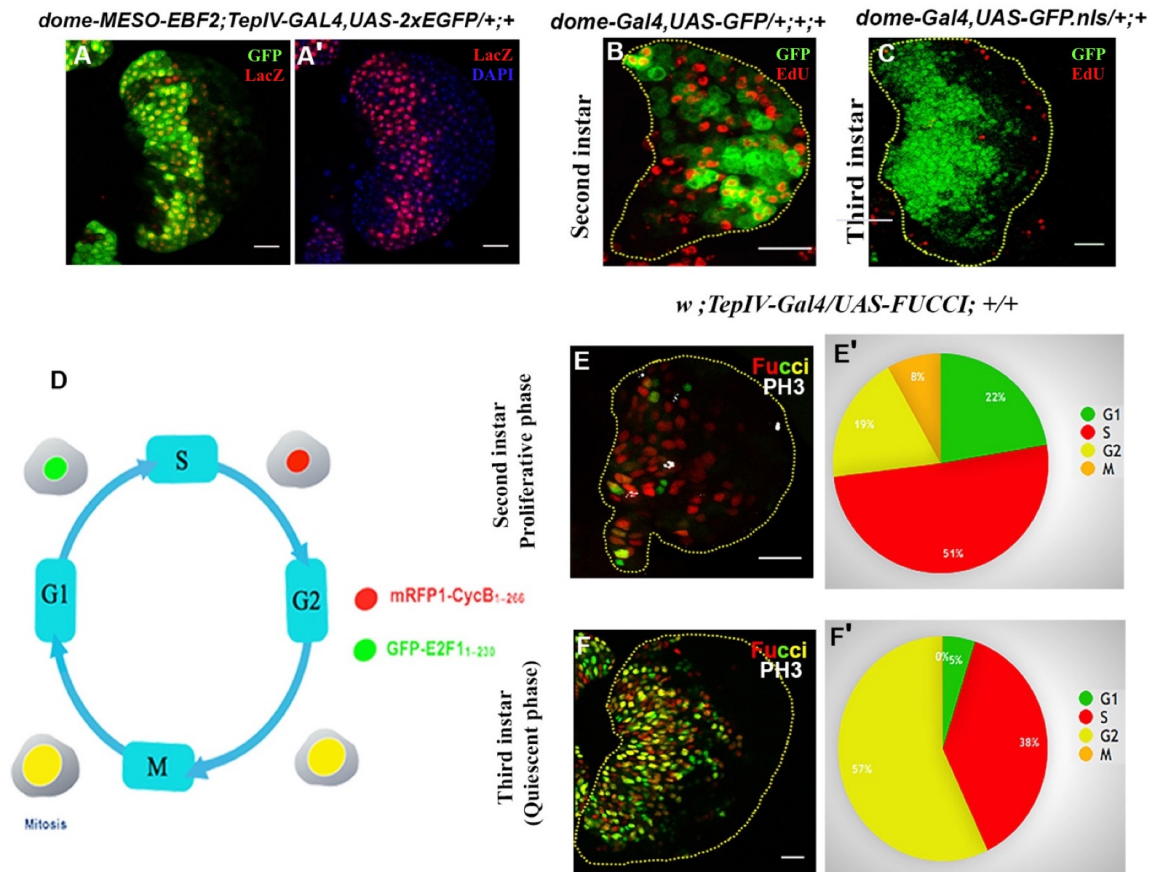 dome-MESO-EBF2;TepIV-GAL4,UAS-2xEGFP/+;+
dome-Gal4,UAS-GFP/+;+;+
dome-Gal4,UAS-GFP.nls/+;+
A
GFP
LacZ
A'
LacZ
DAPI
Second instar
B
GFP
EdU
Third instar
C
GFP
EdU
w ;TepIV-Gal4/UAS-FUCCI; +/+
D
S
G1
G2
M
Mitosis
mRFP1-CycB1-266
GFP-E2F11-230
Second instar
Proliferative phase
E
Fucci
PH3
E'
8%
22%
19%
51%
G1
S
G2
M
Third instar
(Quiescent phase)
F
Fucci
PH3
F'
0%
5%
38%
57%
G1
S
G2
M